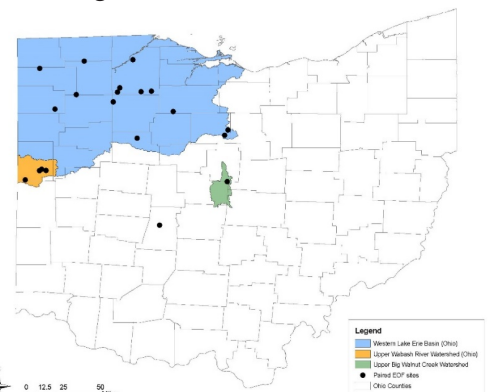 Legend
Western Lake Erie Basin (Ohio)
Upper Wabash River Watershed (Ohio)
Upper Big Walnut Creek Watershed
Paired EOF sites
Ohio Counties
0 12.5 25 50